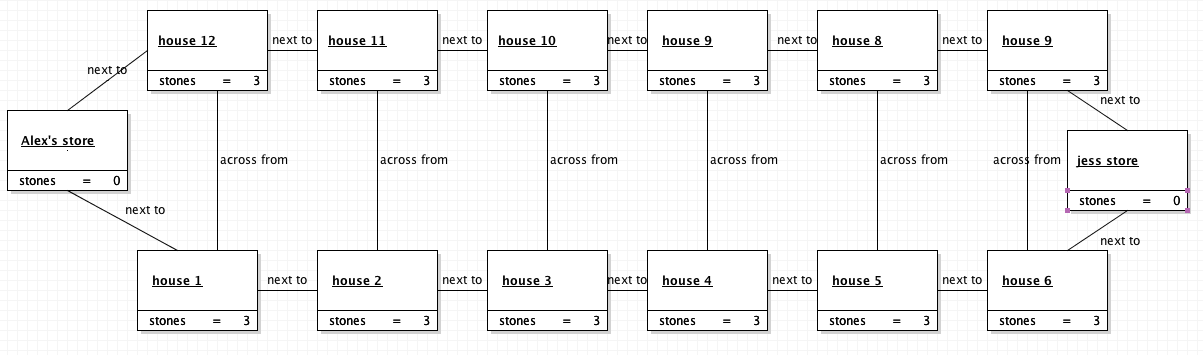 house 12 next to house 11 next to house 10 next to house 9 next to house 8 next to house 9
stones = 3 stones = 3 stones = 3 stones = 3 stones = 3 stones = 3
next to next to
Alex's store across from across from across from across from across from across from jess store
stones = 0 stones = 0
next to next to
house 1 next to house 2 next to house 3 next to house 4 next to house 5 next to house 6
stones = 3 stones = 3 stones = 3 stones = 3 stones = 3 stones = 3